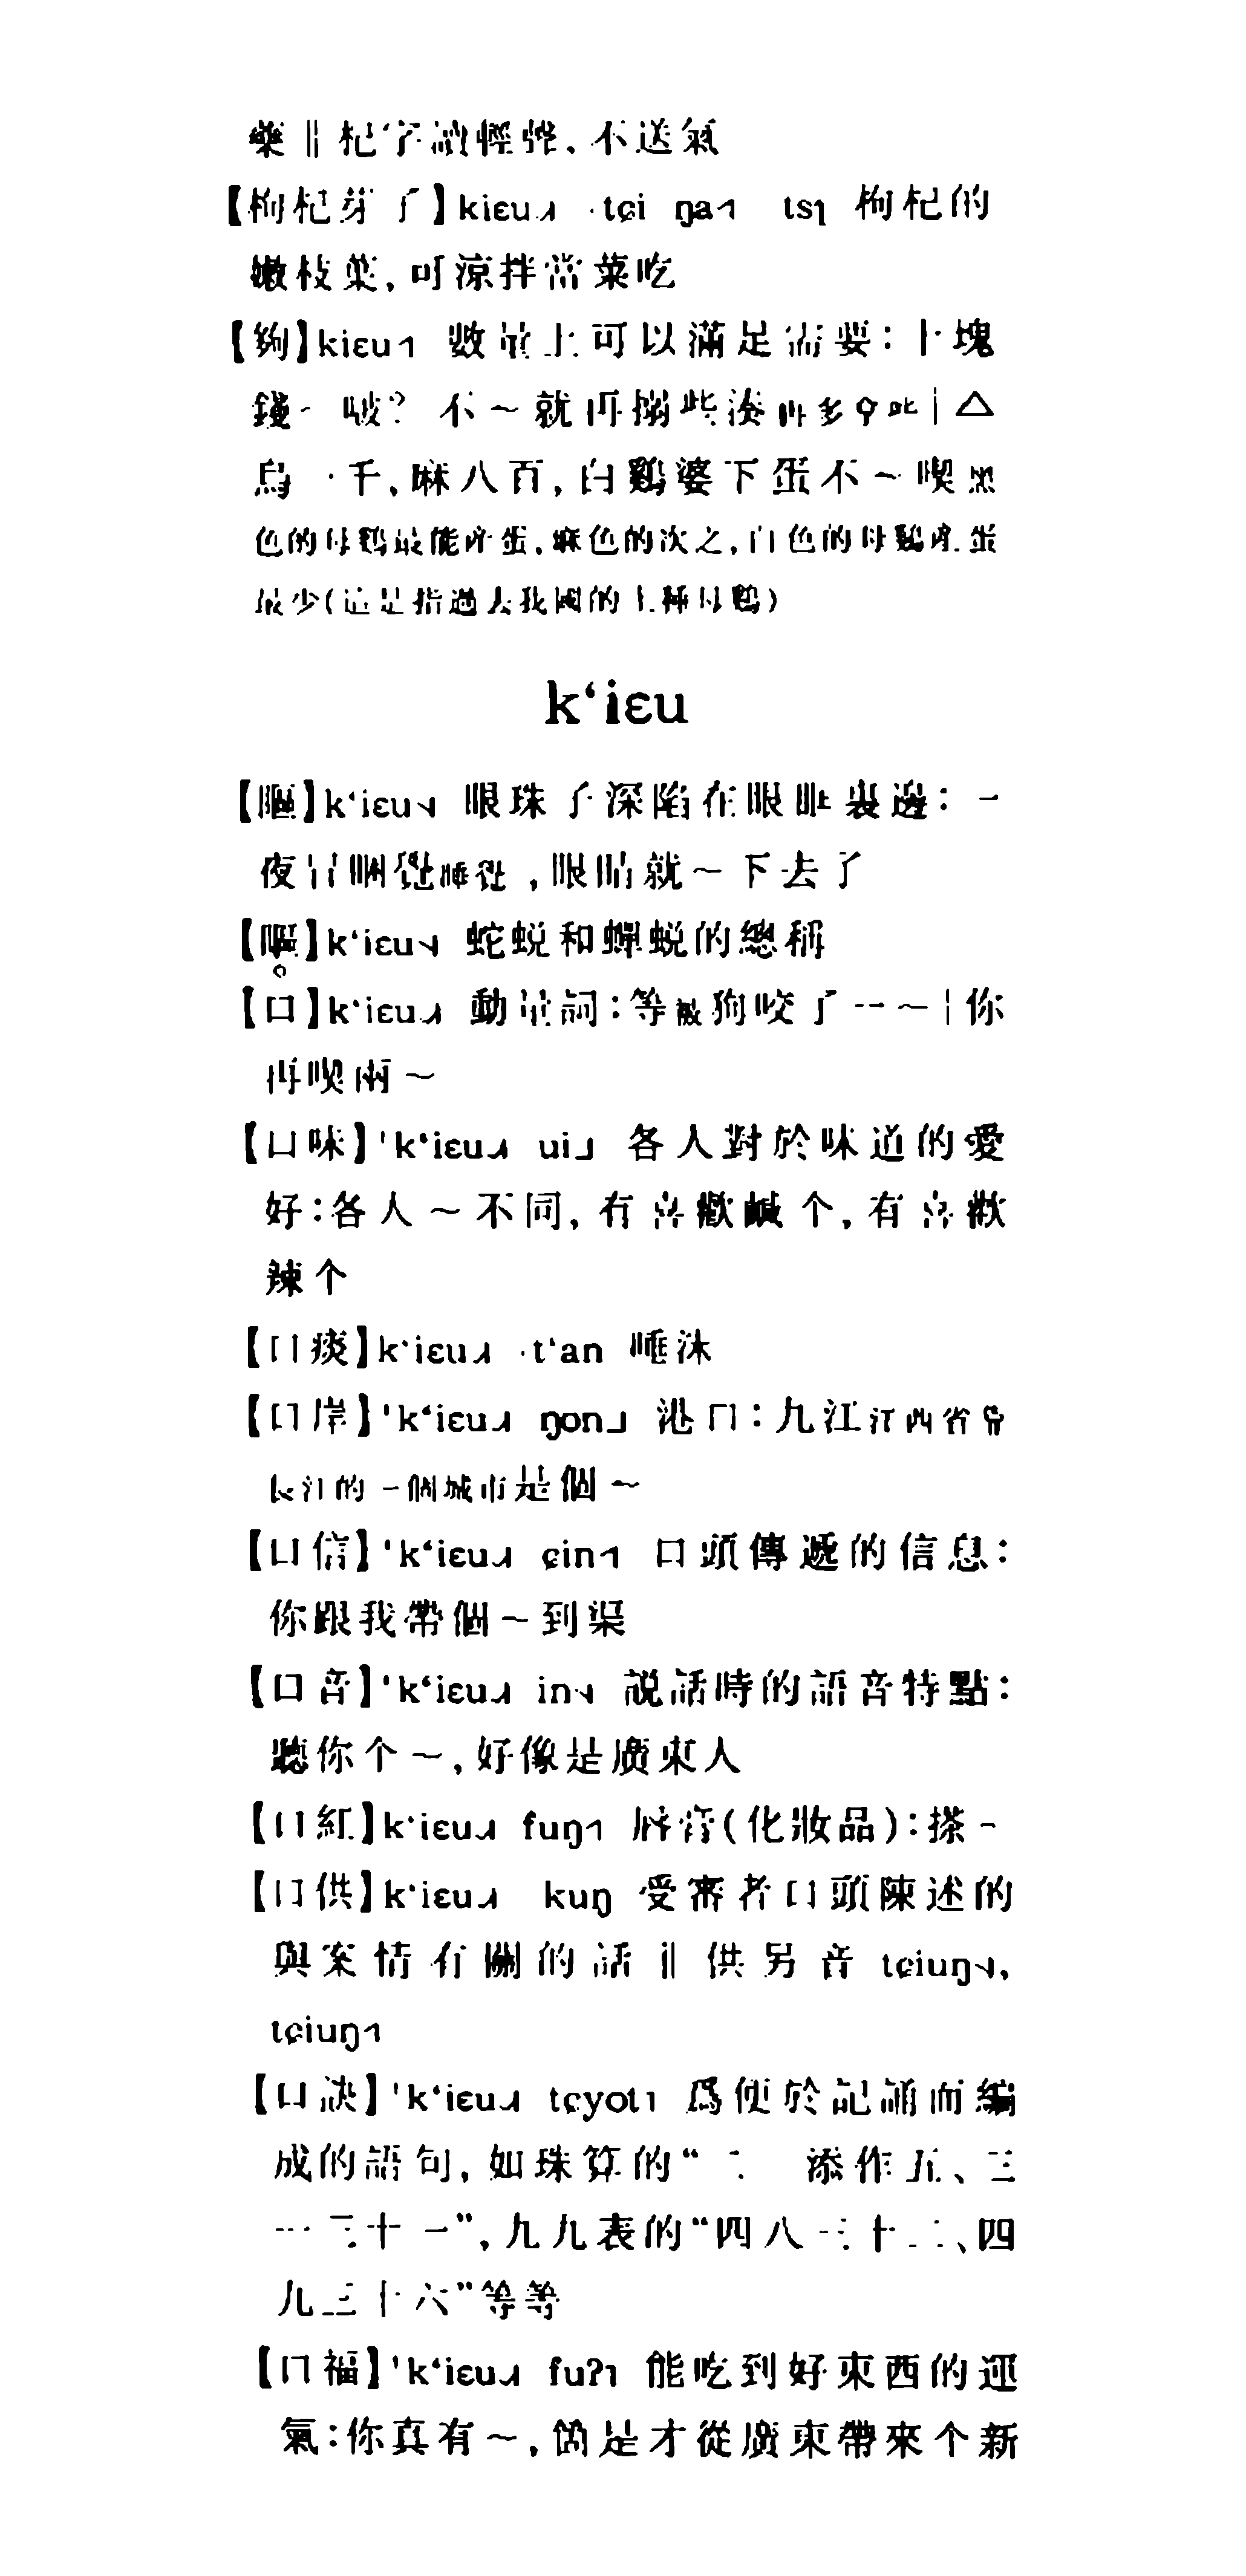 藥‖杞字讀輕聲、不送氣
【枸杞芽子】kiɛu˨˩˧ ·tɕi ŋa˦ tsɿ 枸杞的
嫩枝葉,可涼拌當菜吃
【夠】kiɛu˦ 數量上可以滿足需要:十塊
錢～啵? 不～就再搦些湊再多拿些|△
烏一千,麻八百,白鷄婆下蛋不～喫黑
色的母鷄最能產蛋,麻色的次之,白色的母鷄產蛋
最少(這是指過去我國的土種母鷄)
k‘iɛu
【䁱】k‘iɛu˧˨ 眼珠子深陷在眼眶裏邊:一
夜冇睏覺睡覺,眼睛就～下去了
【䁱】k‘iɛu˧˨ 蛇蜕和蟬蜕的總稱
【口】k‘iɛu˨˩˧ 動量詞:等被狗咬了一～|你
再喫兩～
【口味】'k‘iɛu˨˩˧ ui˩ 各人對於味道的愛
好:各人～不同,有喜歡鹹个,有喜歡
辣个
【口痰】k‘iɛu˨˩˧ ·t‘an 唾沫
【口岸】'k‘iɛu˨˩˧ ŋon˩ 港口:九江江西省靠
長江的一個城市是個～
【口信】'k‘iɛu˨˩˧ ɕin˦ 口頭傳遞的信息:
你跟我帶個～到渠
【口音】'k‘iɛu˨˩˧ in˧˨ 説話時的語音特點:
聽你个～,好像是廣東人
【口紅】k‘iɛu˨˩˧ fuŋ˦ 唇膏(化妝品):搽～
【口供】k‘iɛu˨˩˧ kuŋ 受審者口頭陳述的
與案情有關的話‖供另音 tɕiuŋ˧˨,
tɕiuŋ˦
【口訣】'k‘iɛu˨˩˧ tɕyot˥ 爲便於記誦而編
成的語句,如珠算的“二一添作五、三
一三十一”,九九表的“四八三十二、四
九三十六”等等
【口福】'k‘iɛu˨˩˧ fuʔ˥ 能吃到好東西的運
氣:你真有～,箇是才從廣東帶來个新